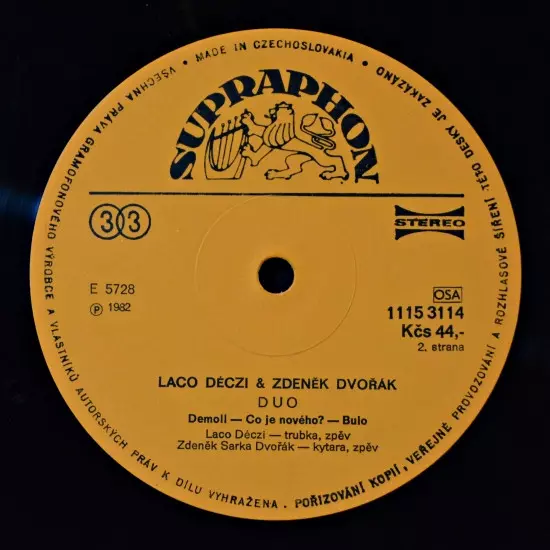 • MADE IN CZECHOSLOVAKIA •
VŠECHNA PRÁVA GRAMOFONOVÉHO VÝROBCE A VLASTNÍKŮ AUTORSKÝCH PRÁV K DÍLU VYHRAŽENA. POŘIZOVÁNÍ KOPIÍ, VEŘEJNÉ PROVOZOVÁNÍ A ROZHLASOVÉ ŠÍŘENÍ TÉTO DESKY JE ZAKÁZÁNO
SUPRAPHON
33
STEREO
E 5728
℗ 1982
OSA
1115 3114
Kčs 44,-
2. strana
LACO DÉCZI & ZDENĚK DVOŘÁK
DUO
Demoll — Co je nového? — Bulo
Laco Déczi — trubka, zpěv
Zdeněk Sarka Dvořák — kytara, zpěv